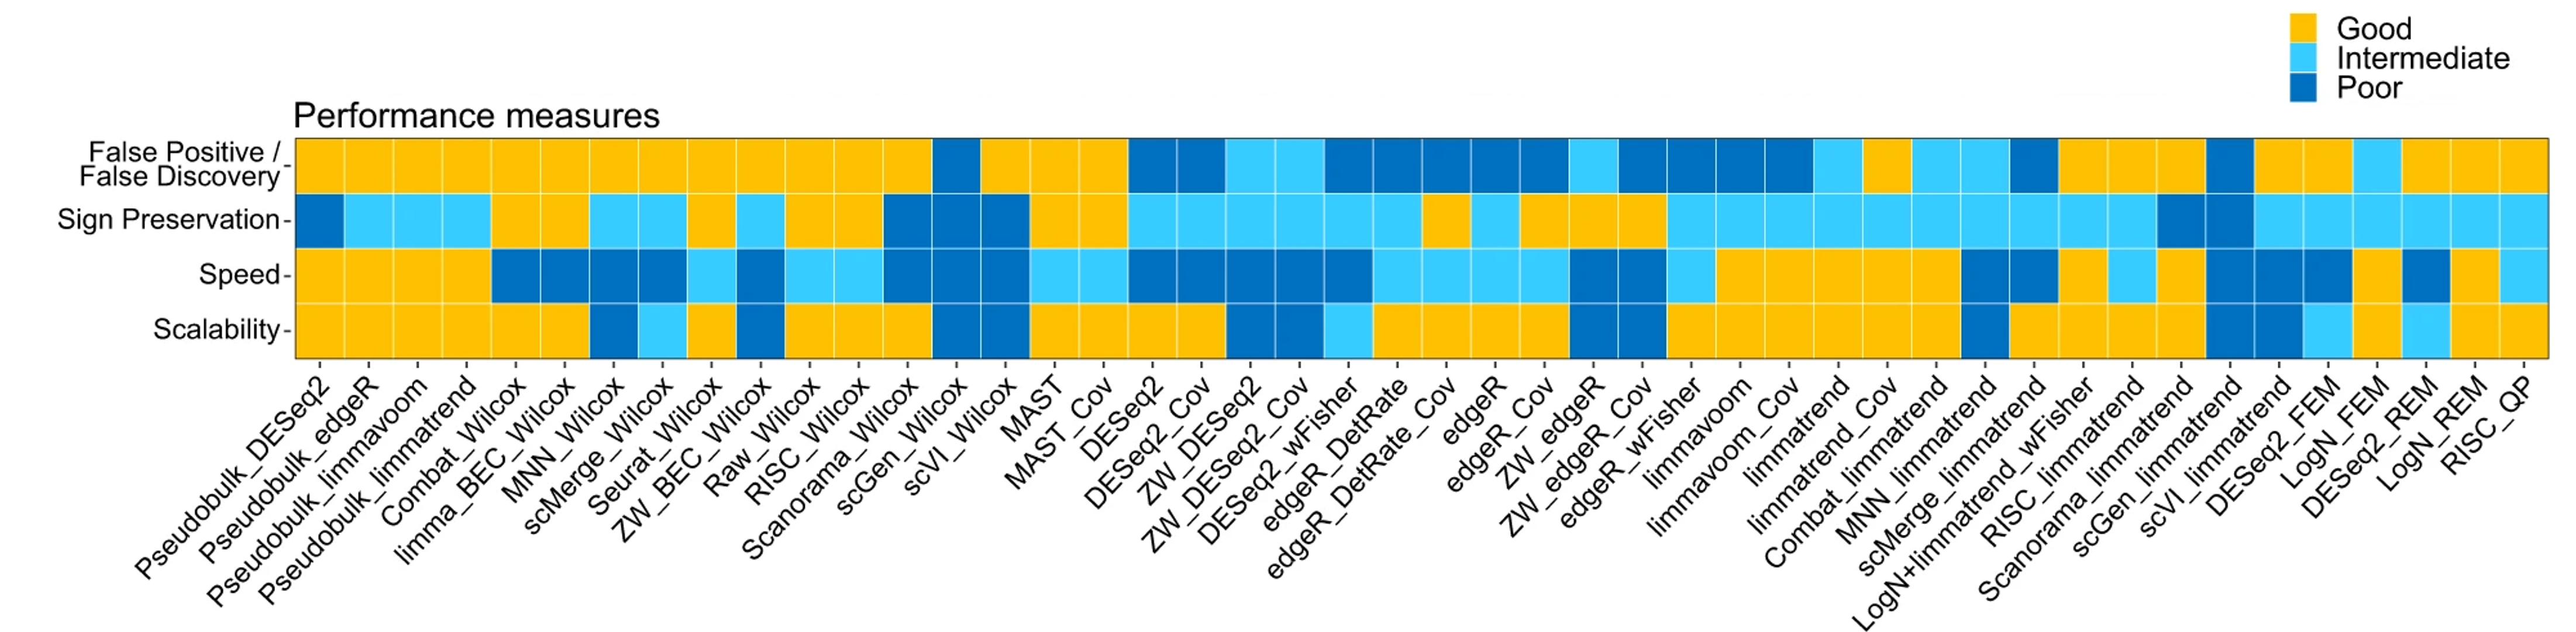 Good
Intermediate
Poor
Performance measures
False Positive /
False Discovery
Sign Preservation
Speed
Scalability
Pseudobulk_DESeq2
Pseudobulk_edgeR
Pseudobulk_limmavoom
Pseudobulk_limmatrend
Combat_Wilcox
limma_BEC_Wilcox
MNN_Wilcox
scMerge_Wilcox
Seurat_Wilcox
ZW_BEC_Wilcox
Raw_Wilcox
RISC_Wilcox
Scanorama_Wilcox
scGen_Wilcox
scVI_Wilcox
MAST
MAST_Cov
DESeq2
DESeq2_Cov
ZW_DESeq2
ZW_DESeq2_Cov
DESeq2_wFisher
edgeR_DetRate
edgeR_DetRate_Cov
edgeR
edgeR_Cov
ZW_edgeR
ZW_edgeR_Cov
edgeR_wFisher
limmavoom
limmavoom_Cov
limmatrend
limmatrend_Cov
Combat_limmatrend
MNN_limmatrend
scMerge_limmatrend
LogN+limmatrend_wFisher
RISC_limmatrend
Scanorama_limmatrend
scGen_limmatrend
scVI_limmatrend
DESeq2_FEM
LogN_FEM
DESeq2_REM
LogN_REM
RISC_QP